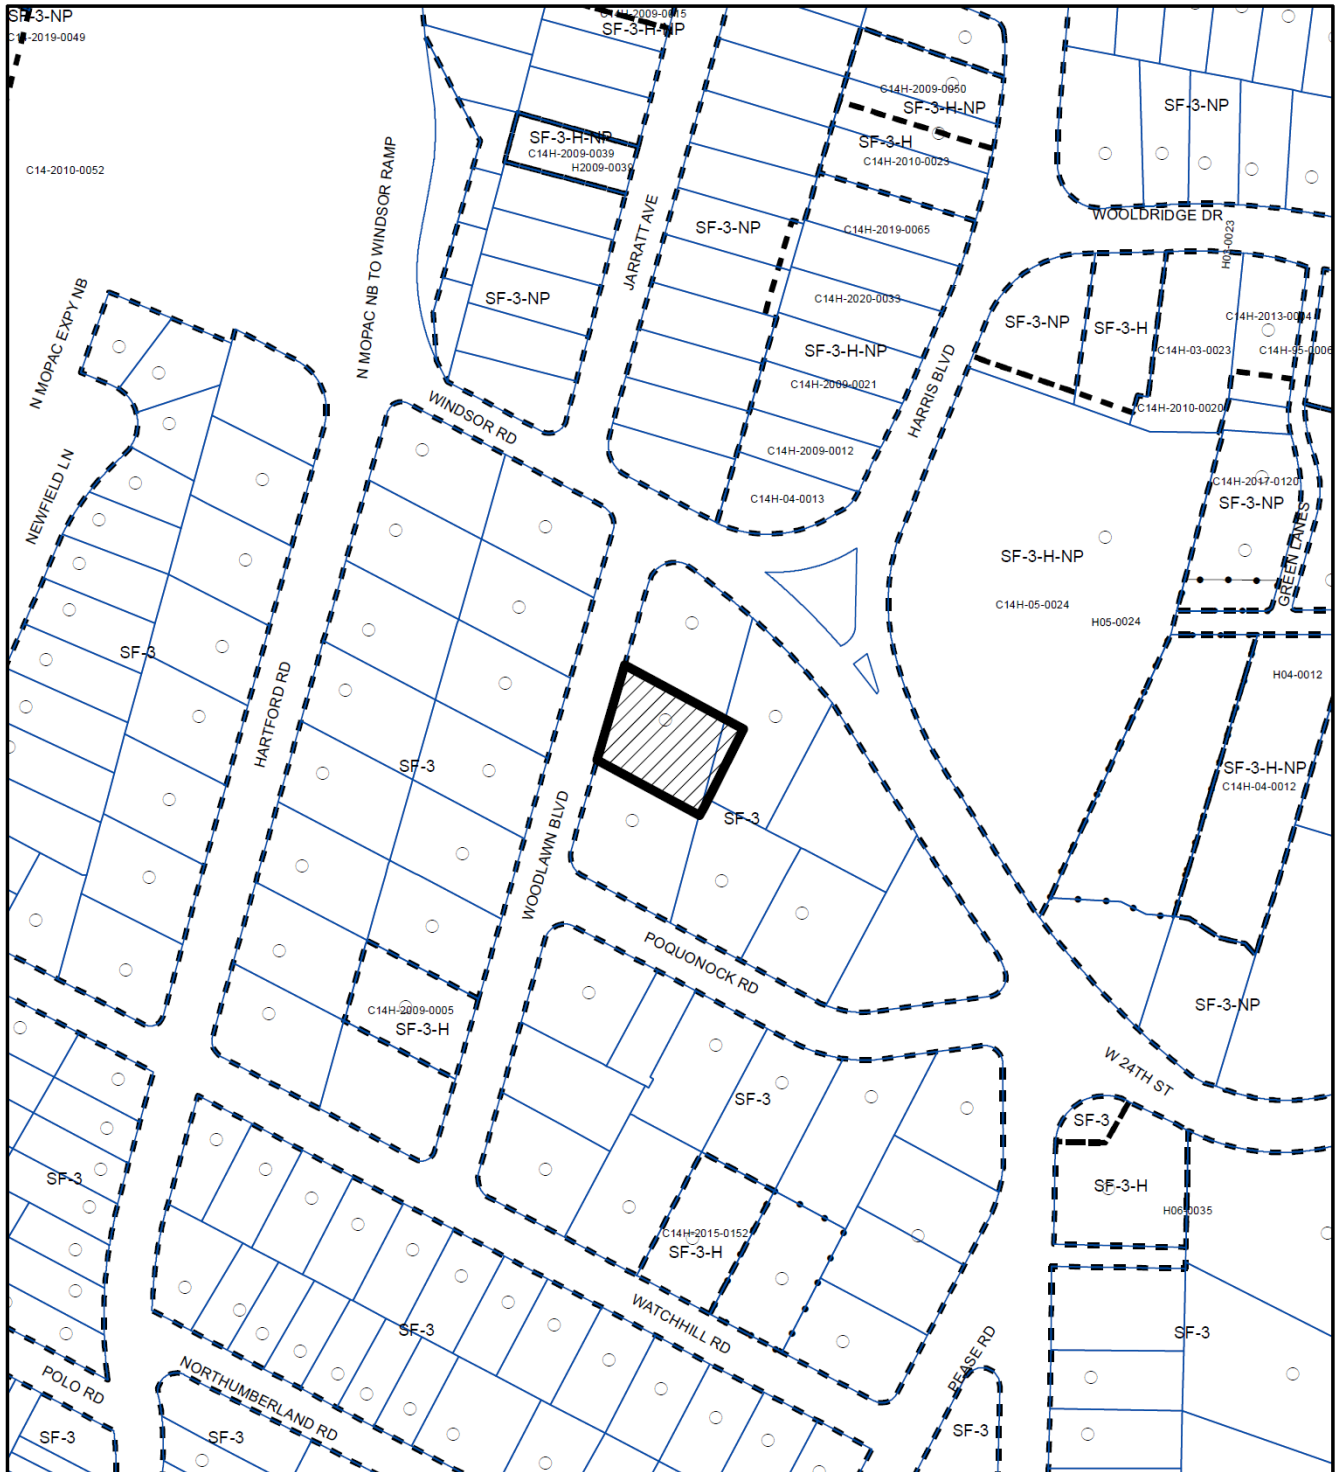 SF-3-NP
C14-2019-0049
C14H-2009-0015
SF-3-H-NP
C14H-2009-0050
SF-3-H-NP
SF-3-NP
SF-3-H-NP
C14H-2009-0039
H2009-0039
SF-3-H
C14H-2010-0023
C14-2010-0052
N MOPAC NB TO WINDSOR RAMP
JARRATT AVE
SF-3-NP
C14H-2019-0065
WOOLDRIDGE DR
H03-0023
SF-3-NP
C14H-2020-0033
N MOPAC EXPY NB
SF-3-NP
SF-3-H
C14H-2013-0004
SF-3-H-NP
C14H-03-0023
C14H-95-0006
C14H-2009-0021
HARRIS BLVD
C14H-2010-0020
WINDSOR RD
C14H-2009-0012
NEWFIELD LN
C14H-04-0013
C14H-2017-0120
SF-3-NP
SF-3-H-NP
GREEN LANES
C14H-05-0024
H05-0024
SF-3
HARTFORD RD
H04-0012
SF-3
SF-3-H-NP
C14H-04-0012
WOODLAWN BLVD
SF-3
POQUONOCK RD
C14H-2009-0005
SF-3-H
SF-3-NP
W 24TH ST
SF-3
SF-3
SF-3
SF-3-H
H06-0035
C14H-2015-0152
SF-3-H
WATCHHILL RD
SF-3
SF-3
PEASE RD
POLO RD
NORTHUMBERLAND RD
SF-3
SF-3
SF-3